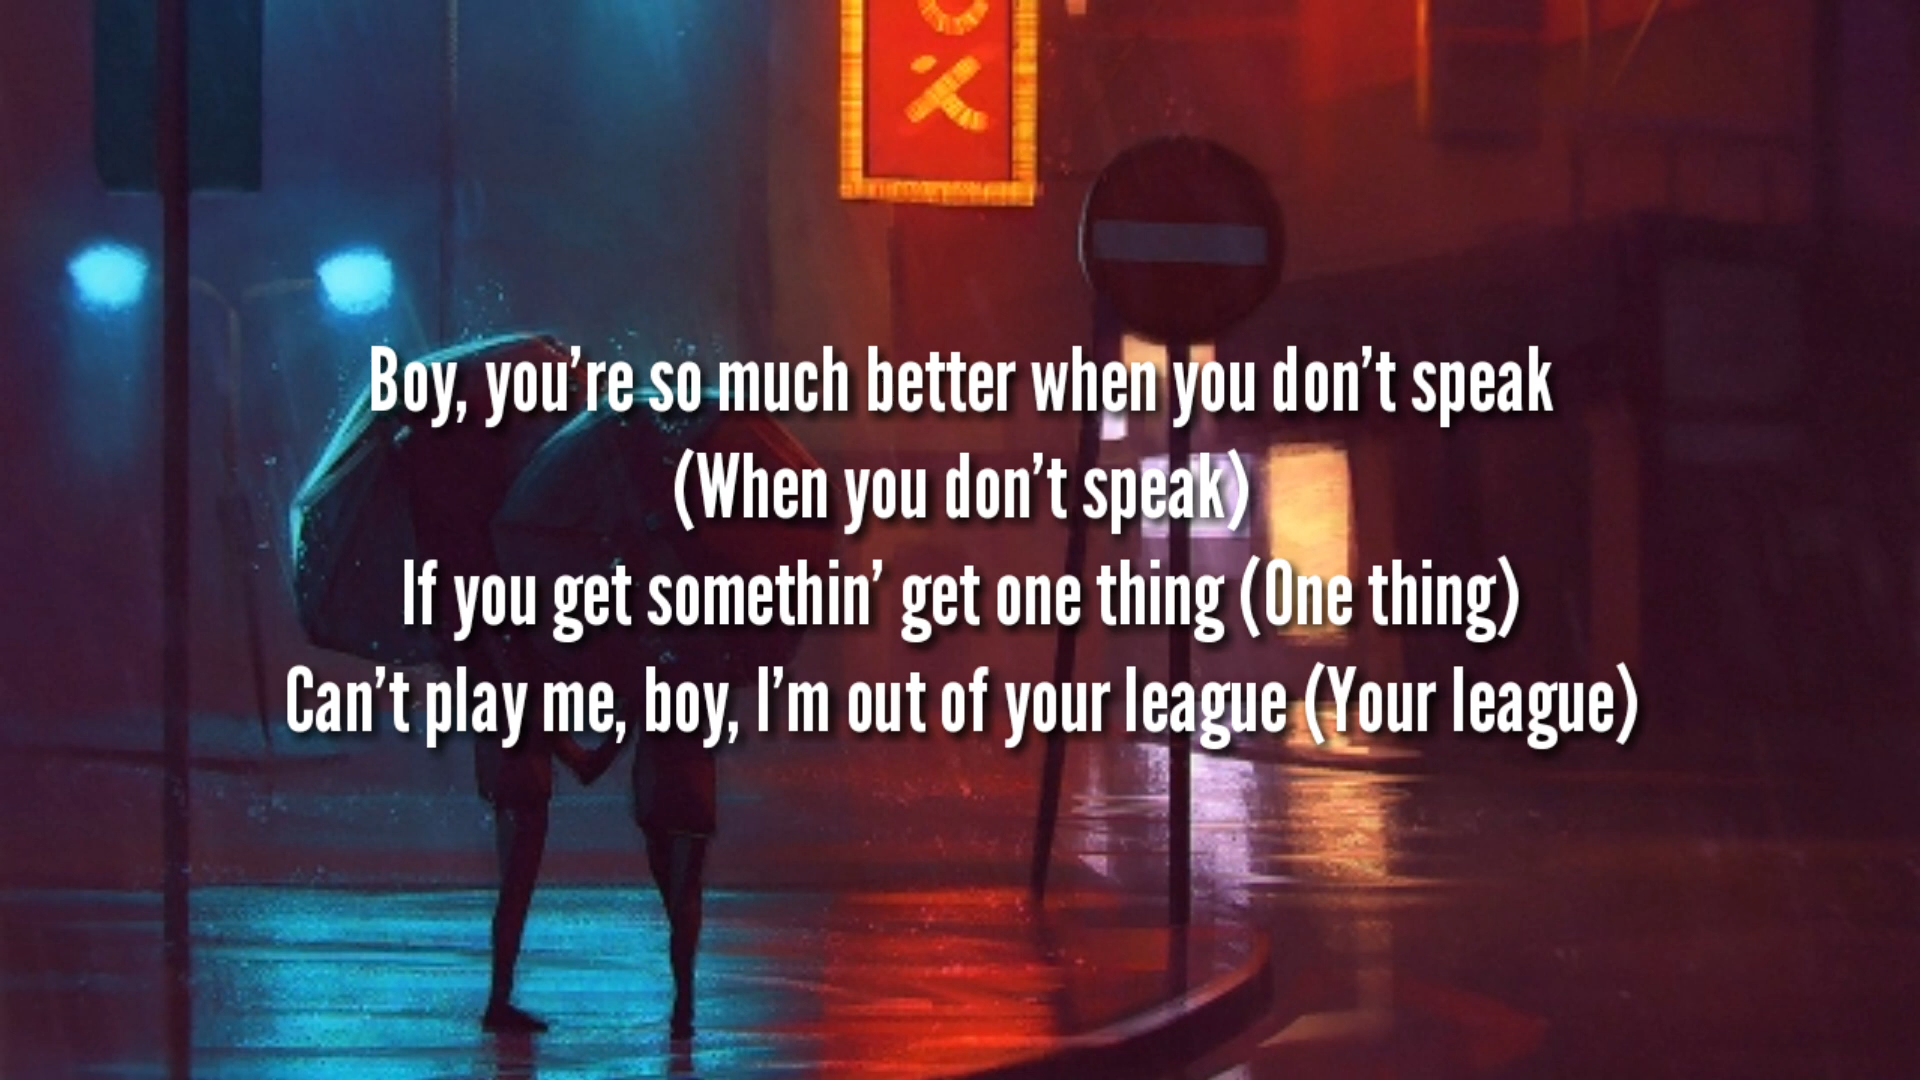 Boy, you’re so much better when you don’t speak
(When you don’t speak)
If you get somethin’ get one thing (One thing)
Can’t play me, boy, I’m out of your league (Your league)